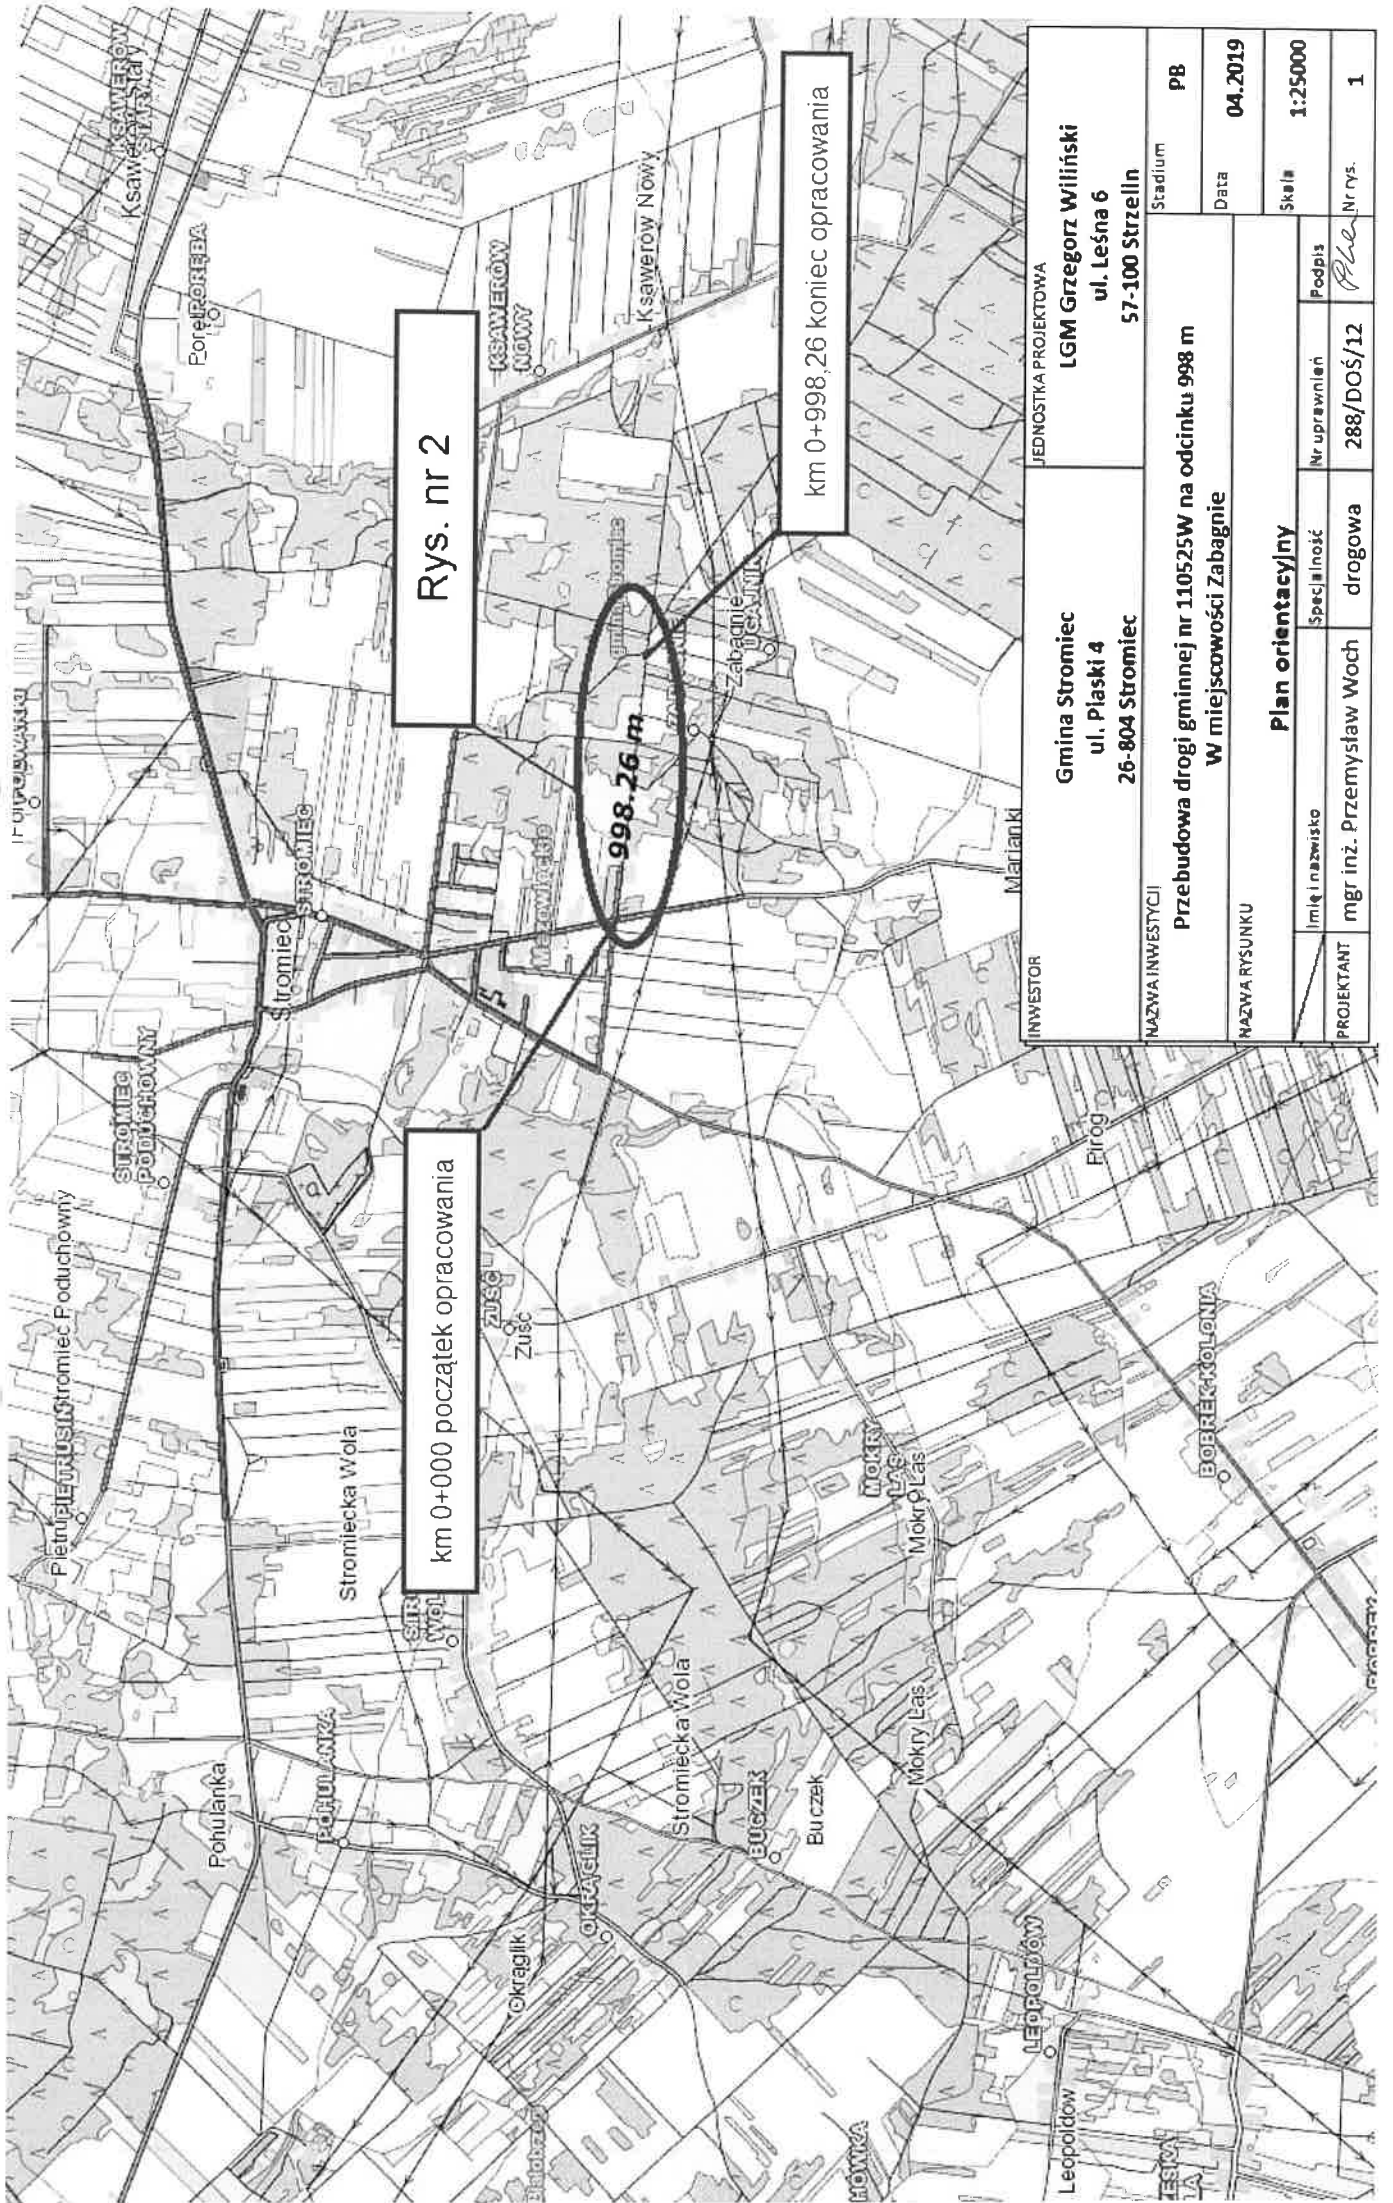 KSAWERÓW
STARY
Ksawerów Stary
PORĘBA
KSAWERÓW
NOWY
Ksawerów Nowy
Rys. nr 2
km 0+998,26 koniec opracowania
998.26 m
Zabagnie
STROMIEC
Stromiec
Mazowieckie
Marianki
STROMIEC
PODUCHOWNY
Stromiec Poduchowny
PIETRUSIN
km 0+000 początek opracowania
ZUŚĆ
Zuść
Stromiecka Wola
Piróg
MOKRY
LAS
Mokry Las
BOBREK-KOLONIA
Pohulanka
POHULANKA
Stromiecka Wola
Mokry Las
BUCZEK
Buczek
OKRĄGLIK
Okrąglik
LEOPOLDÓW
Leopoldów
INWESTOR
Gmina Stromiec
ul. Piaski 4
26-804 Stromiec
JEDNOSTKA PROJEKTOWA
LGM Grzegorz Wiliński
ul. Leśna 6
57-100 Strzelin
NAZWA INWESTYCJI
Przebudowa drogi gminnej nr 110525W na odcinku 998 m
W miejscowości Zabagnie
Stadium
PB
Data
04.2019
NAZWA RYSUNKU
Plan orientacyjny
Skala
1:25000
Imię i nazwisko
Specjalność
Nr uprawnień
Podpis
Nr rys.
1
PROJEKTANT
mgr inż. Przemysław Woch
drogowa
288/DOŚ/12